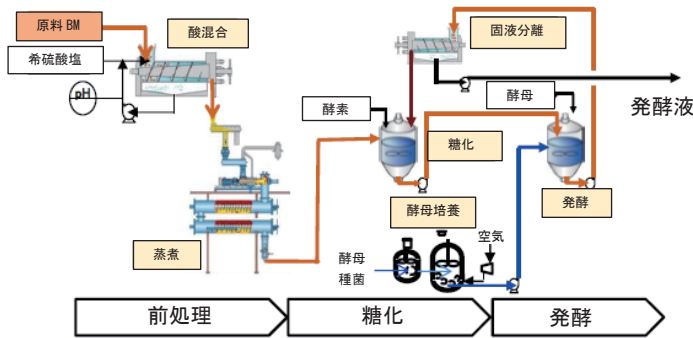 原料 BM
酸混合
固液分離
希硫酸塩
pH
酵素
酵母
発酵液
糖化
発酵
蒸煮
酵母培養
空気
酵母
種菌
前処理
糖化
発酵